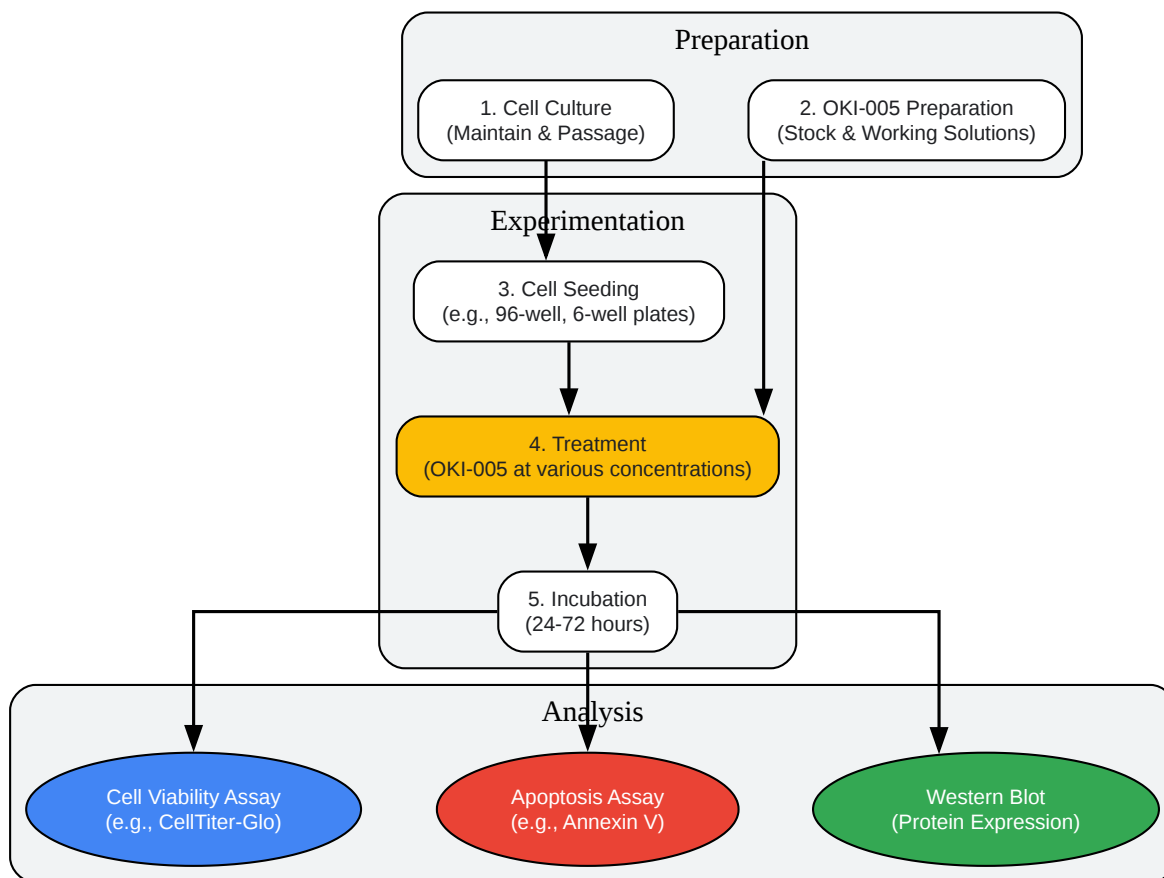 Preparation
1. Cell Culture
(Maintain & Passage)
2. OKI-005 Preparation
(Stock & Working Solutions)
Experimentation
3. Cell Seeding
(e.g., 96-well, 6-well plates)
4. Treatment
(OKI-005 at various concentrations)
5. Incubation
(24-72 hours)
Analysis
Cell Viability Assay
(e.g., CellTiter-Glo)
Apoptosis Assay
(e.g., Annexin V)
Western Blot
(Protein Expression)